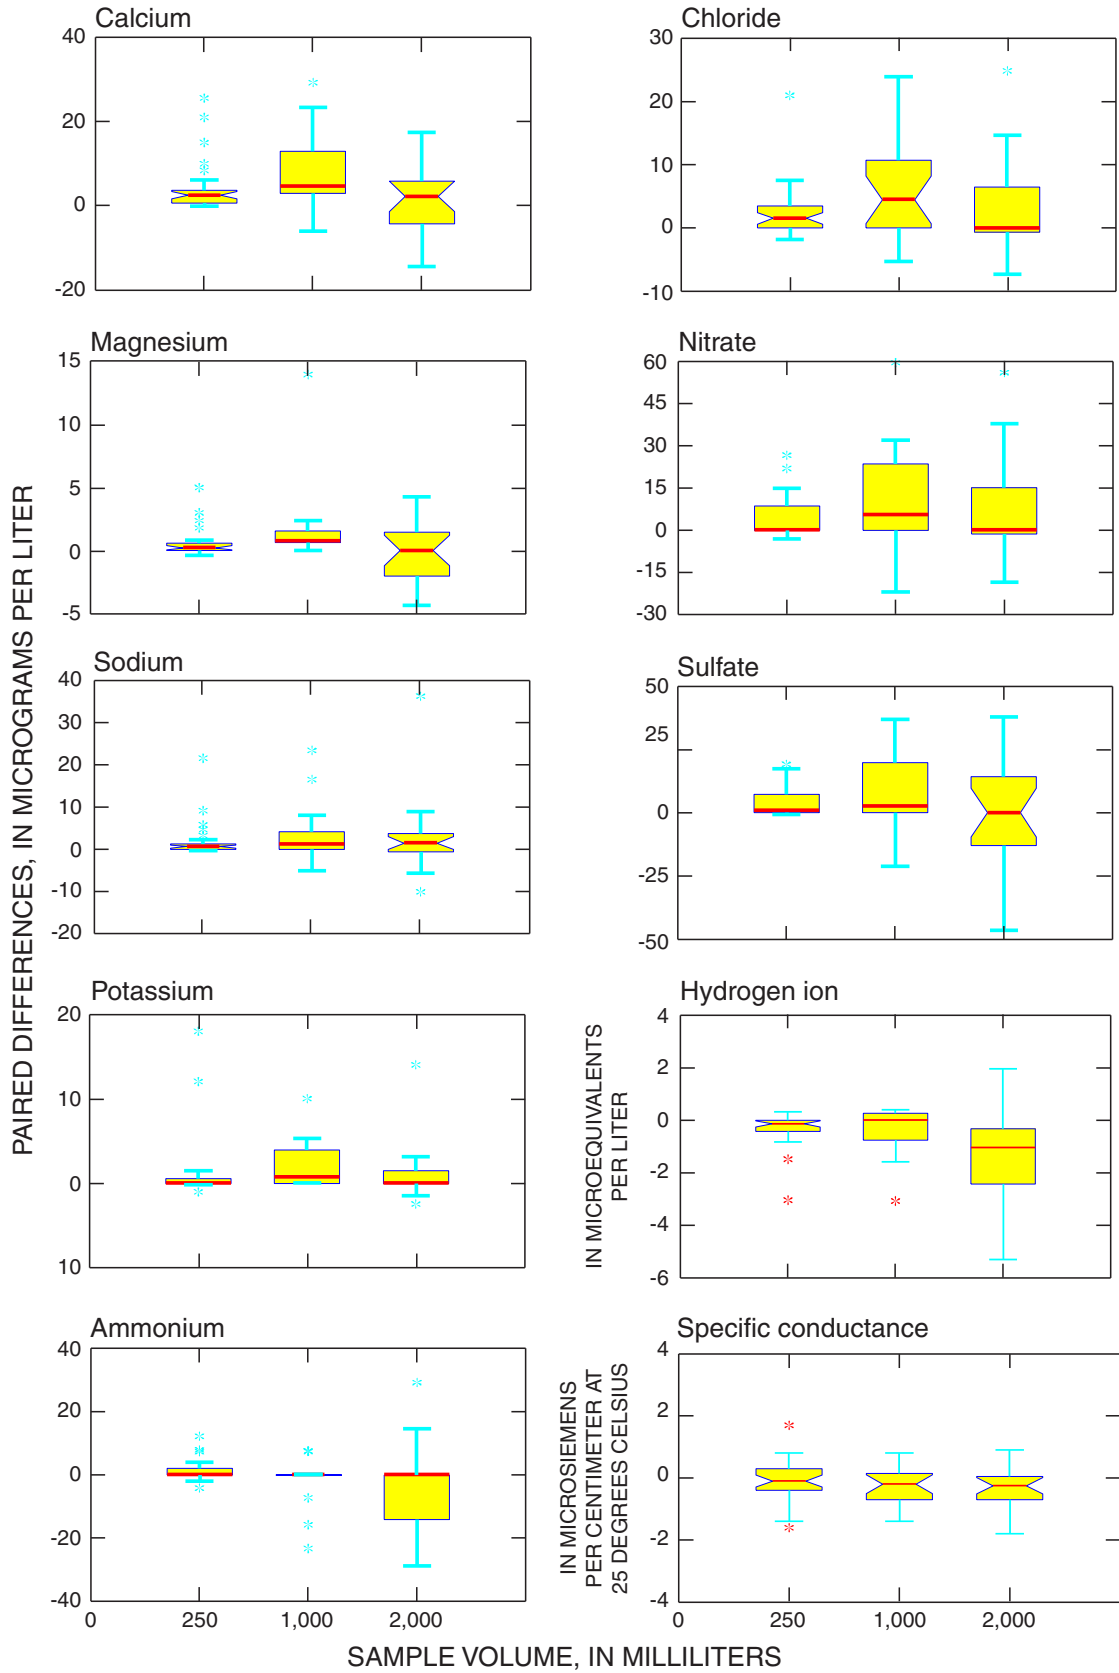 Calcium
40
20
0
-20
Chloride
30
20
10
0
-10
Magnesium
15
10
5
0
-5
Nitrate
60
45
30
15
0
-15
-30
Sodium
40
30
20
10
0
-10
-20
Sulfate
50
25
0
-25
-50
Potassium
20
10
0
10
Hydrogen ion
4
2
0
-2
-4
-6
IN MICROEQUIVALENTS
PER LITER
Ammonium
40
20
0
-20
-40
0 250 1,000 2,000
Specific conductance
4
2
0
-2
-4
0 250 1,000 2,000
IN MICROSIEMENS
PER CENTIMETER AT
25 DEGREES CELSIUS
PAIRED DIFFERENCES, IN MICROGRAMS PER LITER
SAMPLE VOLUME, IN MILLILITERS